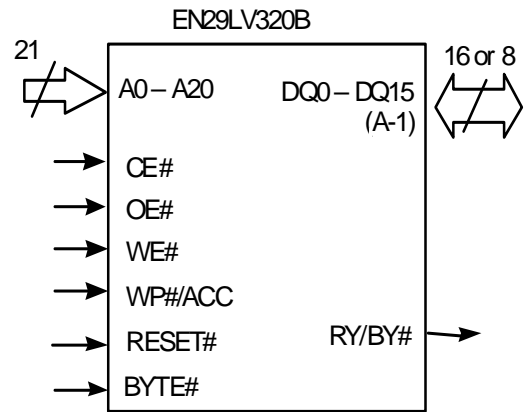 EN29LV320B
21
16 or 8
A0 – A20
DQ0 – DQ15
(A-1)
CE#
OE#
WE#
WP#/ACC
RESET#
RY/BY#
BYTE#